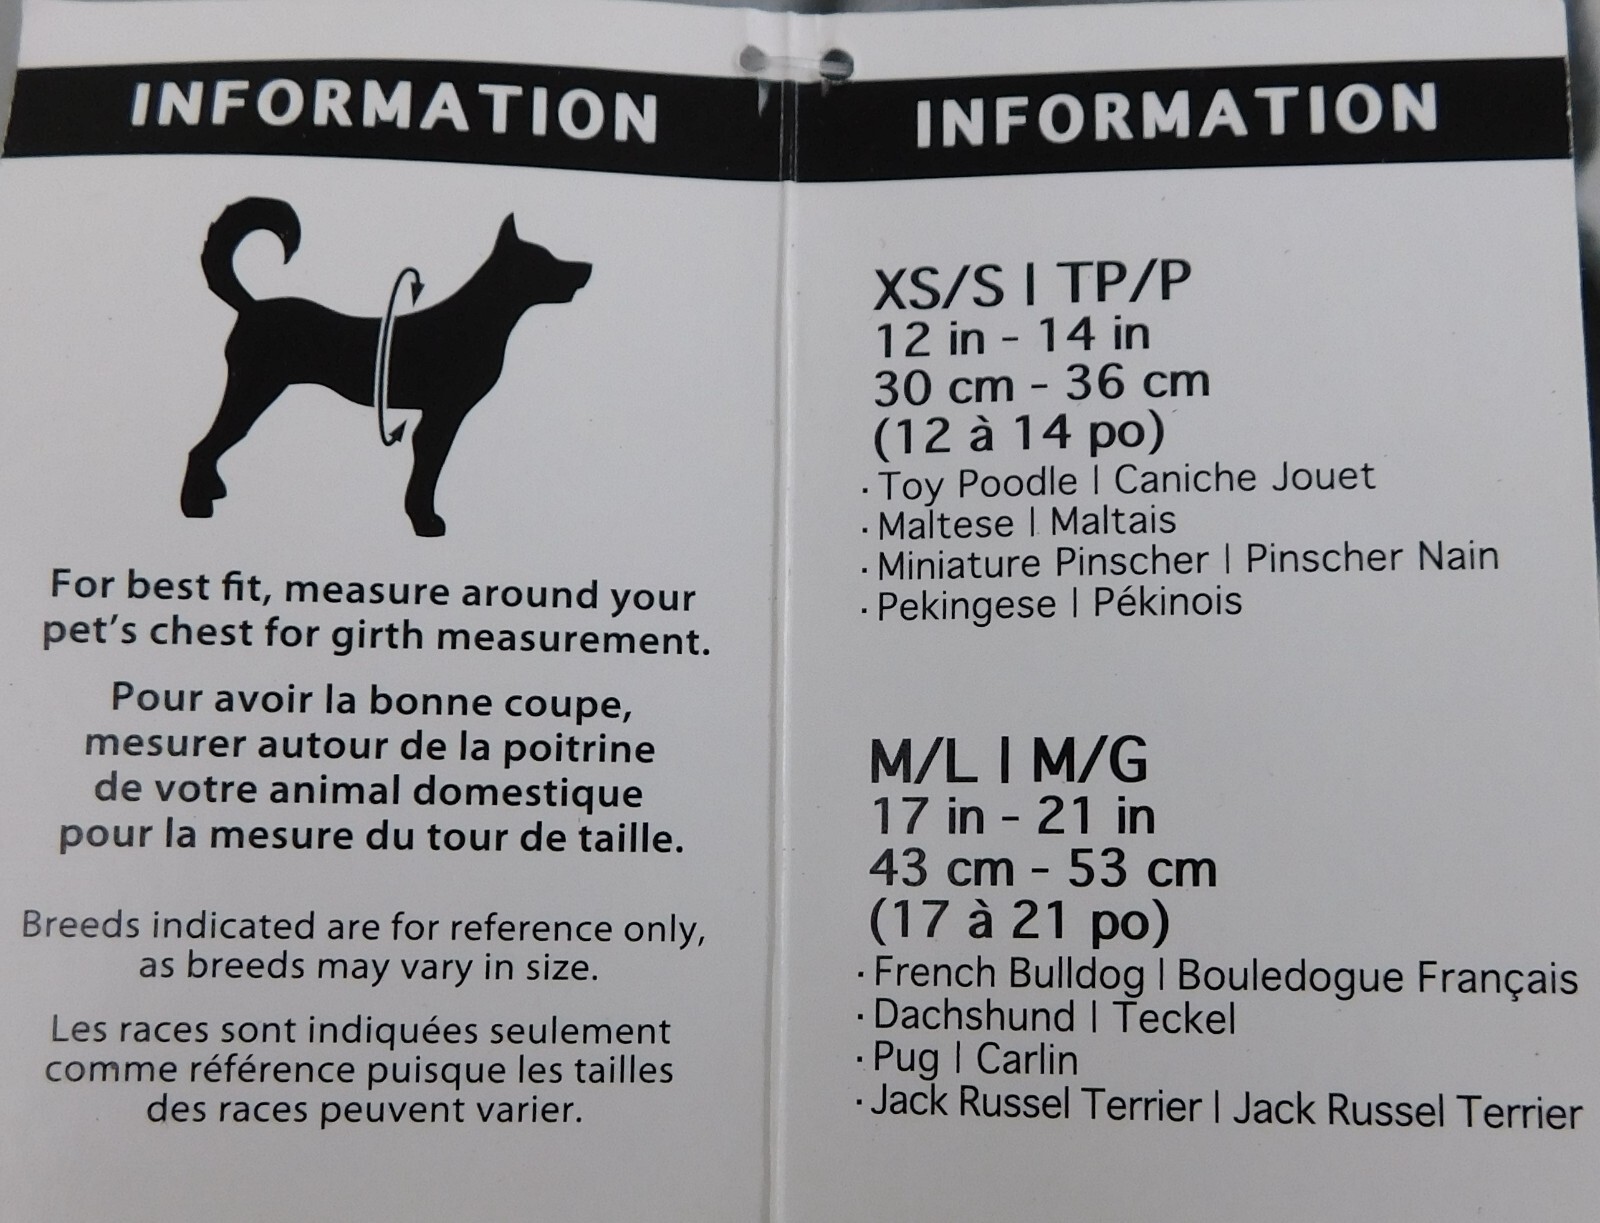 INFORMATION
For best fit, measure around your
pet's chest for girth measurement.
Pour avoir la bonne coupe,
mesurer autour de la poitrine
de votre animal domestique
pour la mesure du tour de taille.
Breeds indicated are for reference only,
as breeds may vary in size.
Les races sont indiquées seulement
comme référence puisque les tailles
des races peuvent varier.
INFORMATION
XS/S | TP/P
12 in - 14 in
30 cm - 36 cm
(12 à 14 po)
· Toy Poodle | Caniche Jouet
· Maltese | Maltais
· Miniature Pinscher | Pinscher Nain
· Pekingese | Pékinois
M/L | M/G
17 in - 21 in
43 cm - 53 cm
(17 à 21 po)
· French Bulldog | Bouledogue Français
· Dachshund | Teckel
· Pug | Carlin
· Jack Russel Terrier | Jack Russel Terrier